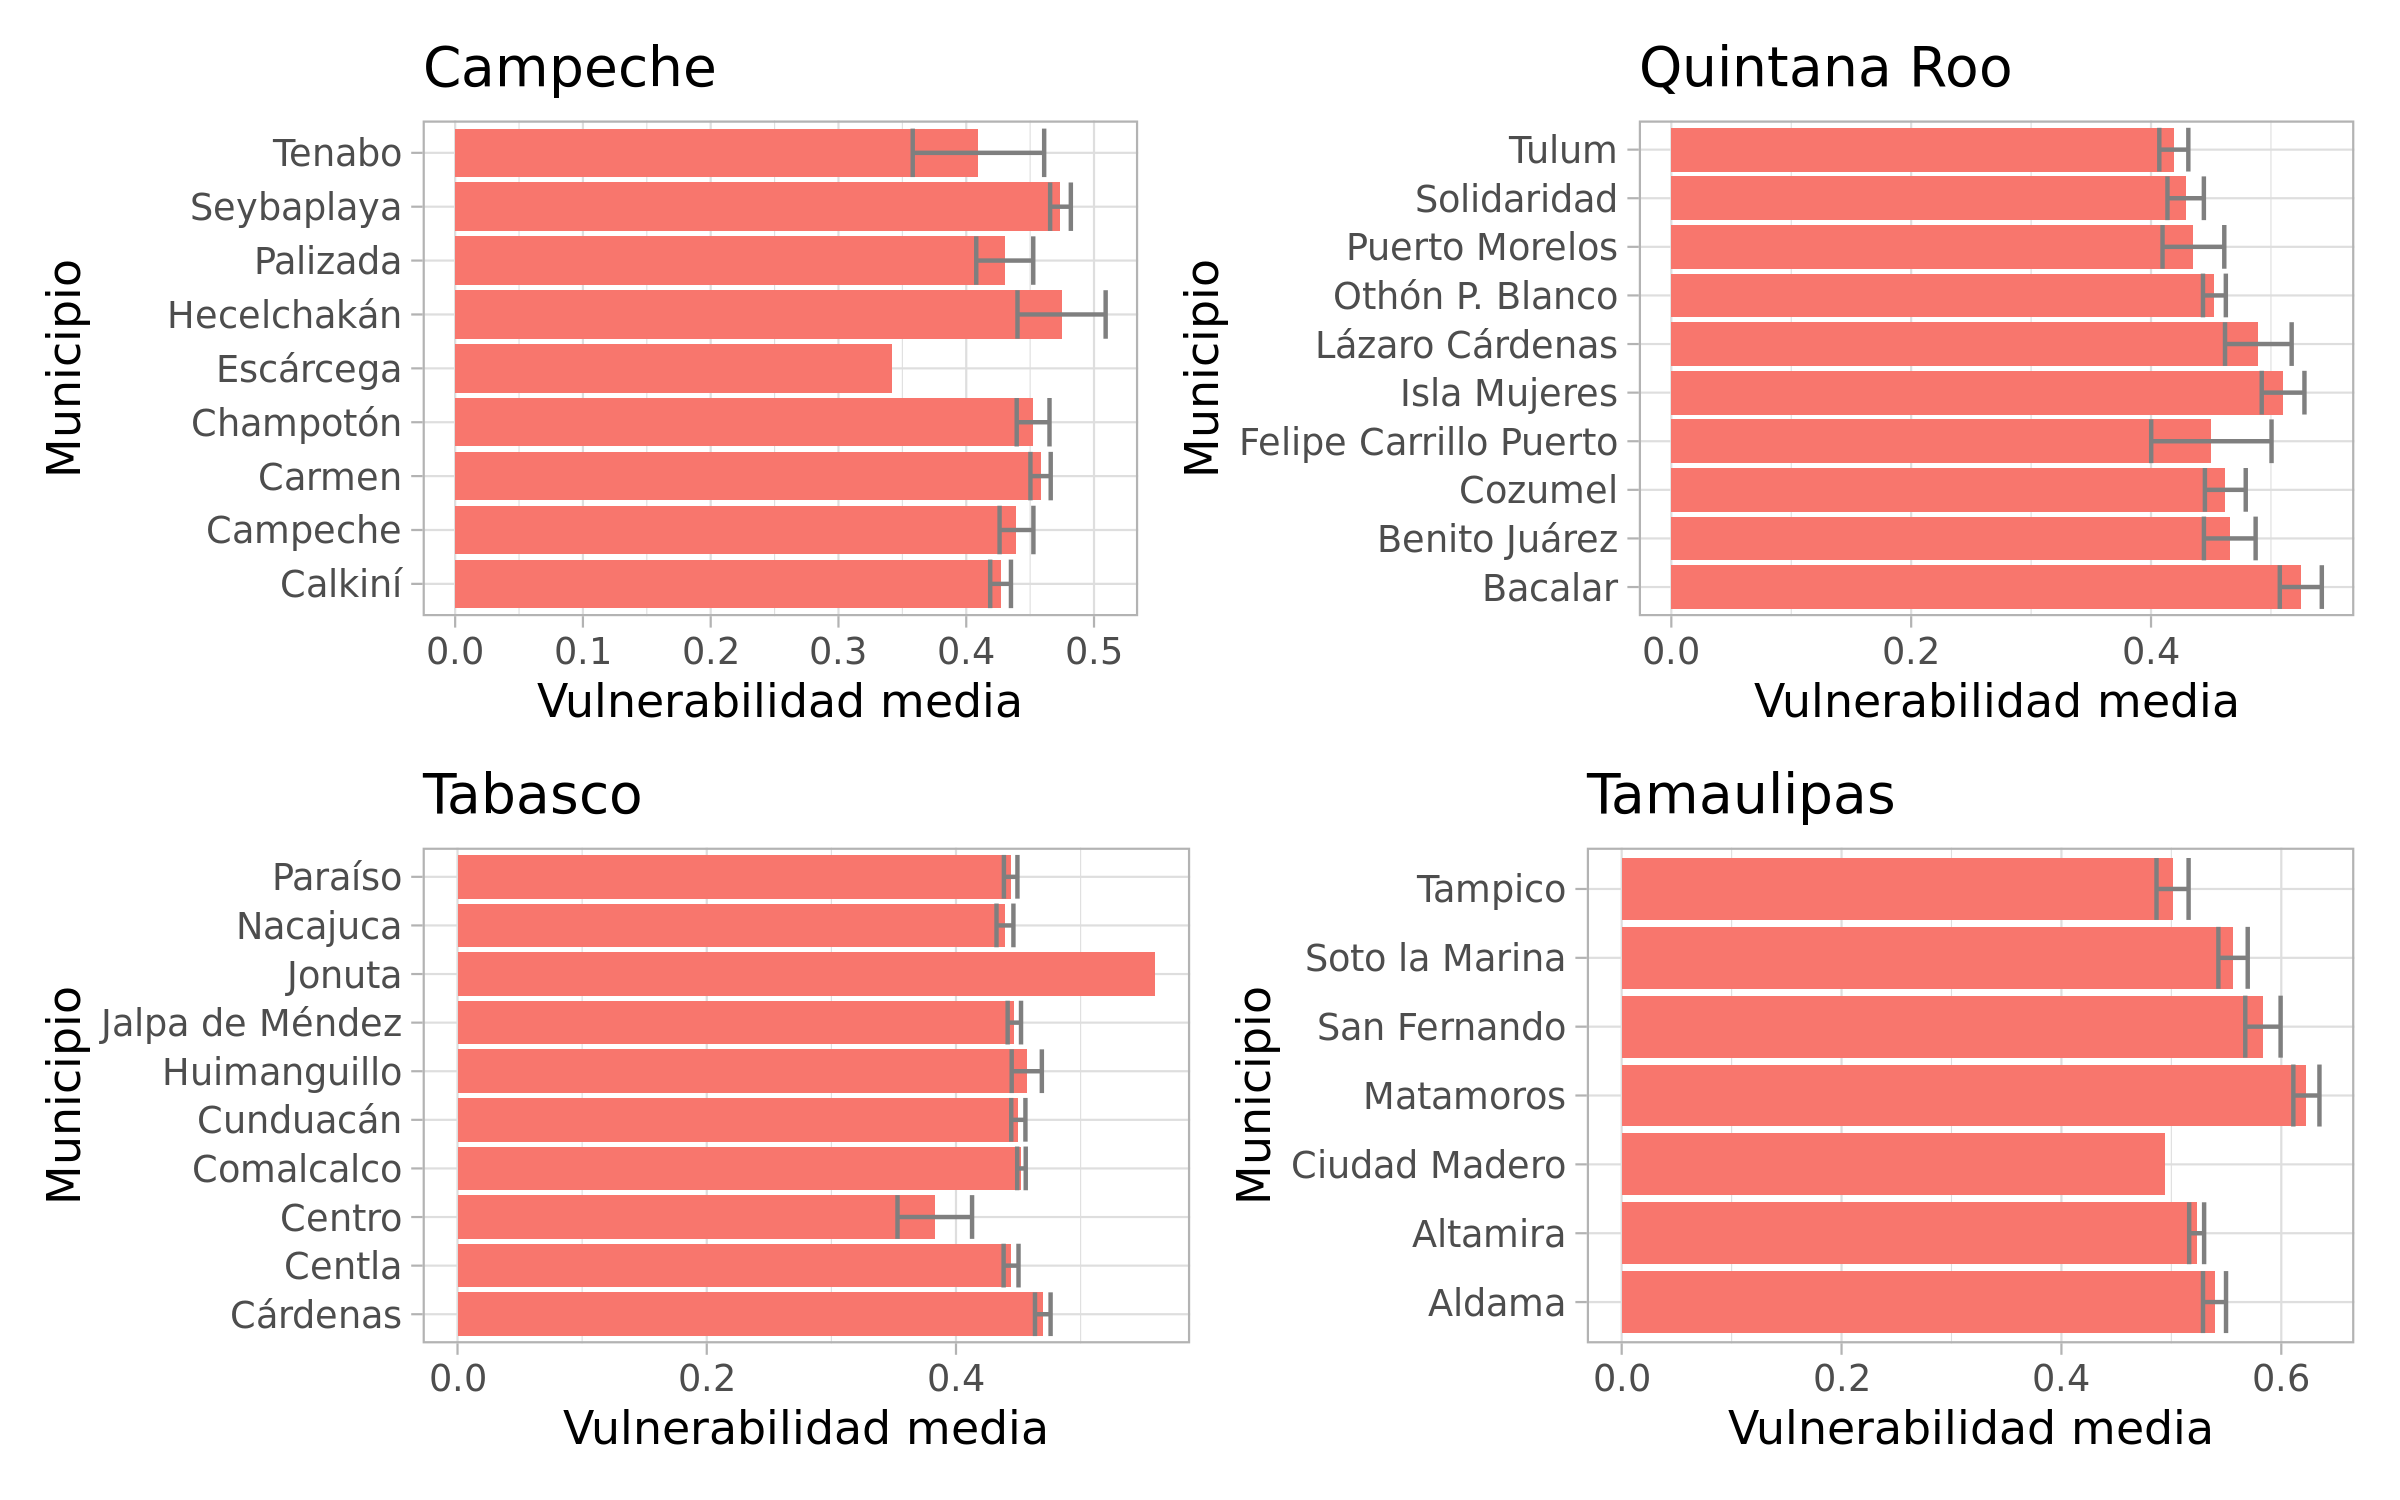 Campeche
Municipio
Tenabo
Seybaplaya
Palizada
Hecelchakán
Escárcega
Champotón
Carmen
Campeche
Calkiní
0.0 0.1 0.2 0.3 0.4 0.5
Vulnerabilidad media
Quintana Roo
Municipio
Tulum
Solidaridad
Puerto Morelos
Othón P. Blanco
Lázaro Cárdenas
Isla Mujeres
Felipe Carrillo Puerto
Cozumel
Benito Juárez
Bacalar
0.0 0.2 0.4
Vulnerabilidad media
Tabasco
Municipio
Paraíso
Nacajuca
Jonuta
Jalpa de Méndez
Huimanguillo
Cunduacán
Comalcalco
Centro
Centla
Cárdenas
0.0 0.2 0.4
Vulnerabilidad media
Tamaulipas
Municipio
Tampico
Soto la Marina
San Fernando
Matamoros
Ciudad Madero
Altamira
Aldama
0.0 0.2 0.4 0.6
Vulnerabilidad media